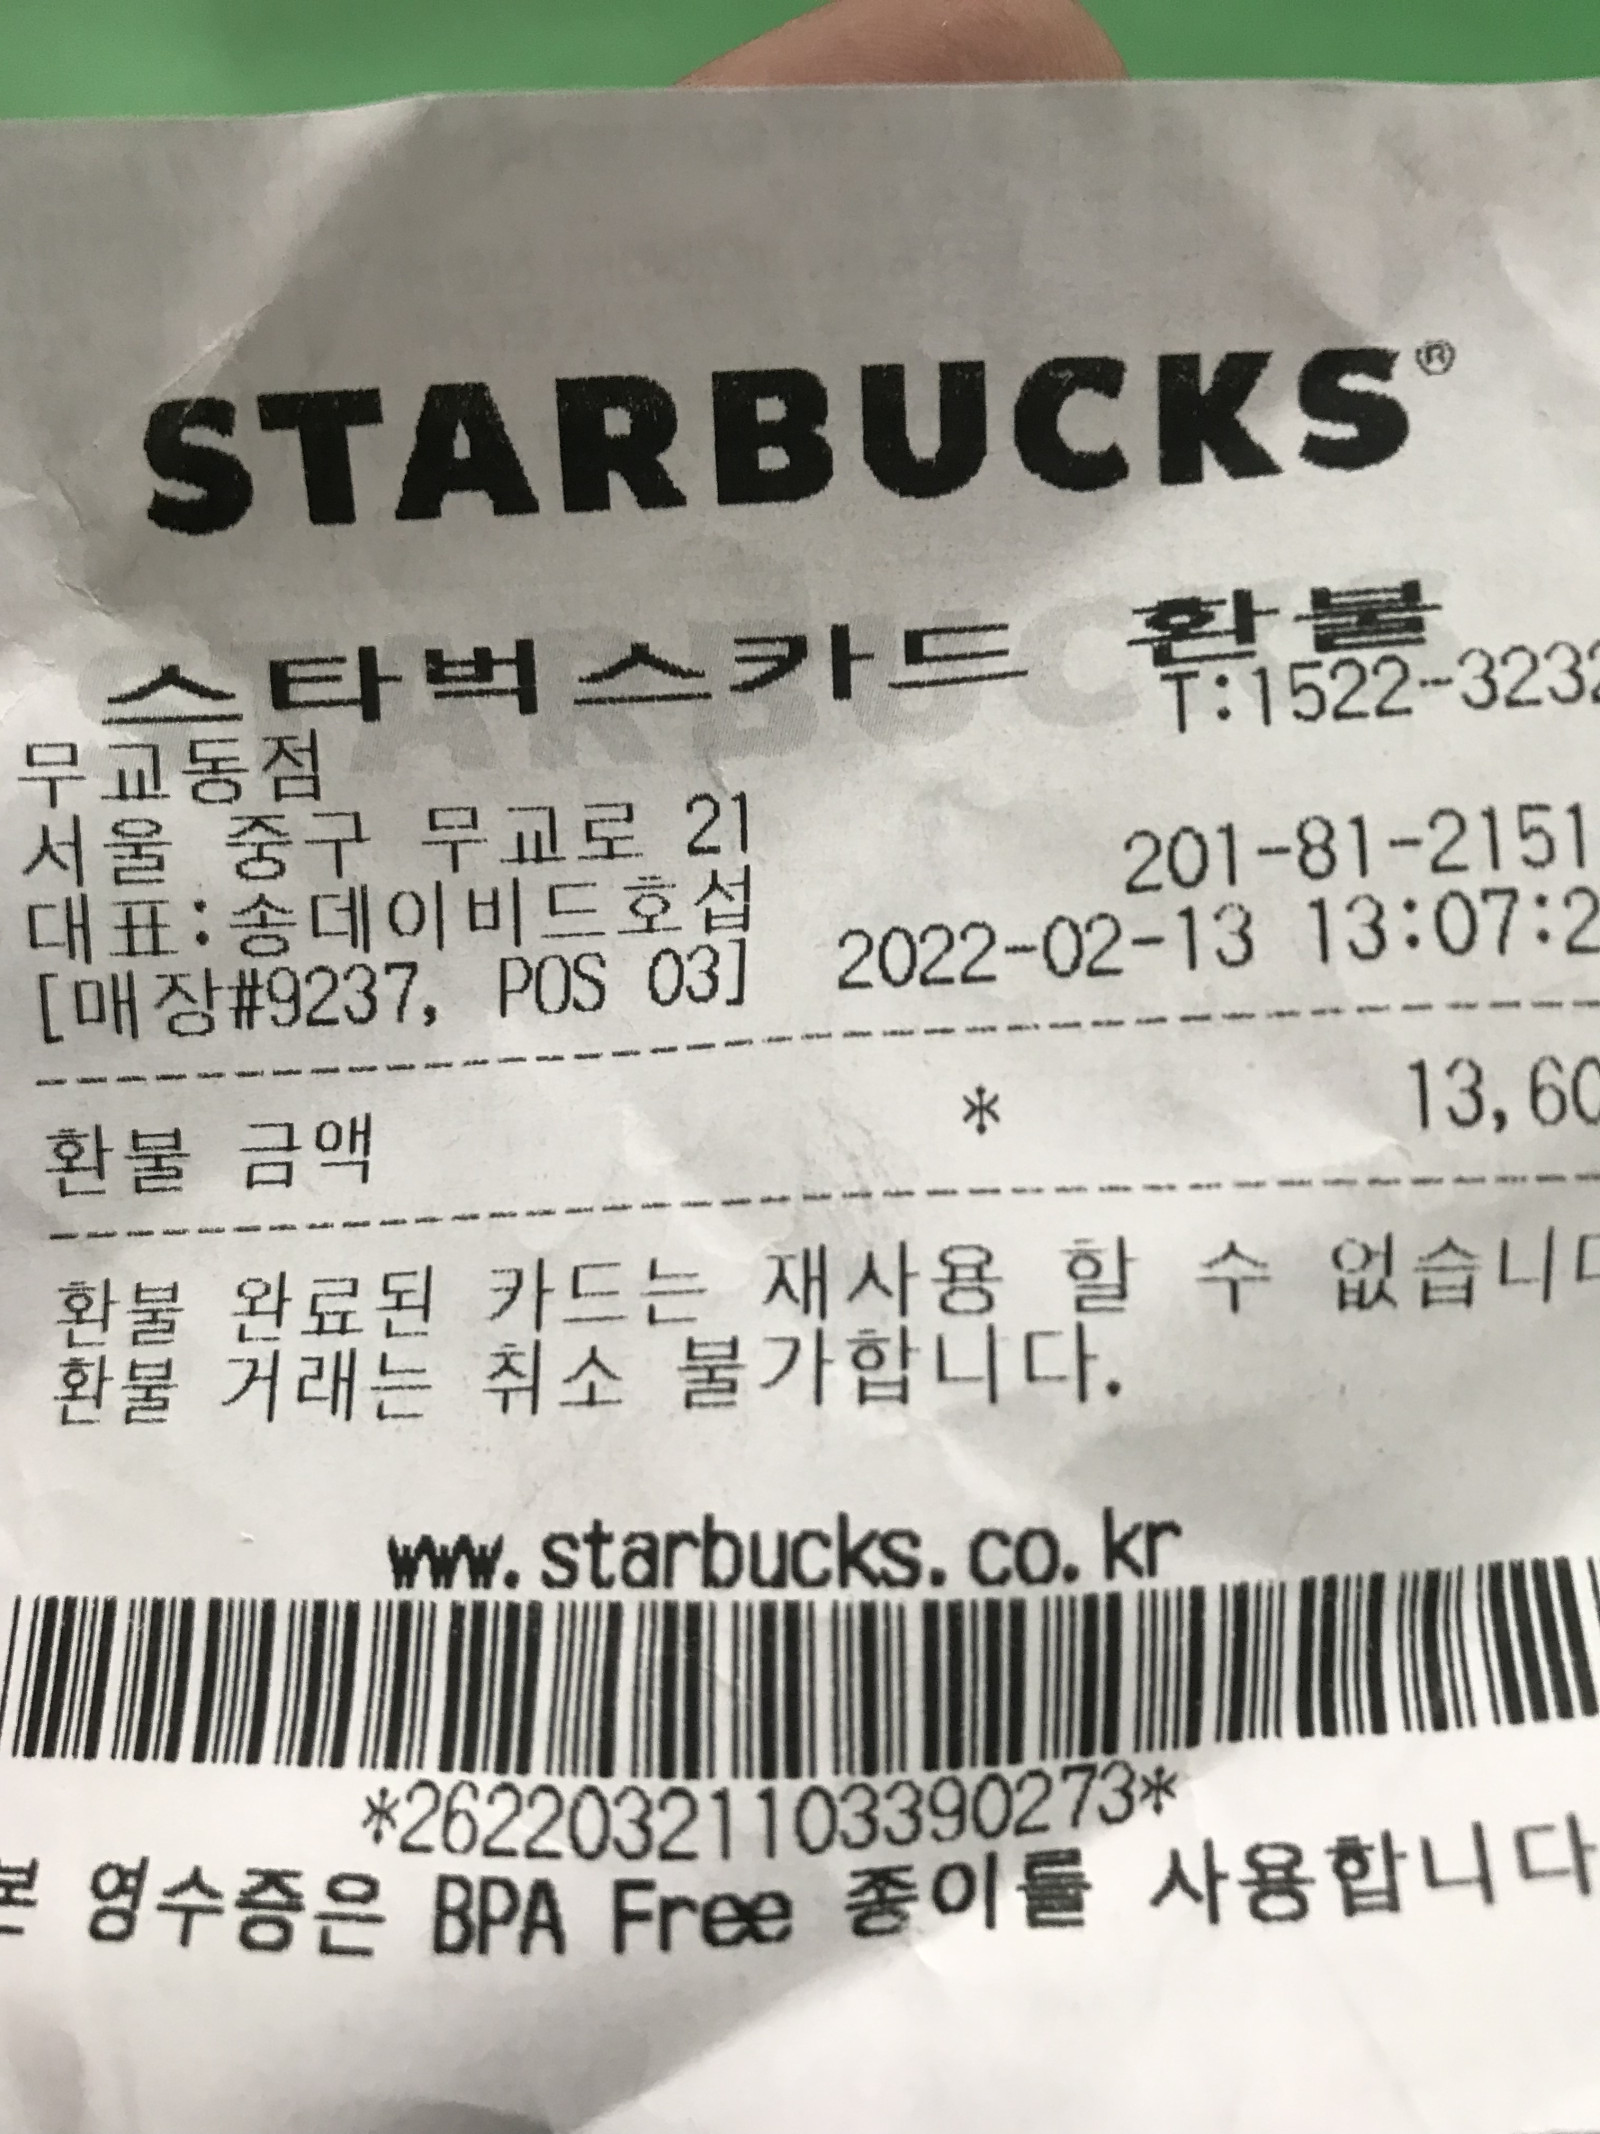 STARBUCKS®
스타벅스카드 환불
무교동점 T:1522-3232
서울 중구 무교로 21
대표:송데이비드호섭 201-81-2151
[매장#9237, POS 03] 2022-02-13 13:07:2
환불 금액 * 13,60
환불 완료된 카드는 재사용 할 수 없습니다
환불 거래는 취소 불가합니다.
www.starbucks.co.kr
*2622032110339027 3*
본 영수증은 BPA Free 종이를 사용합니다